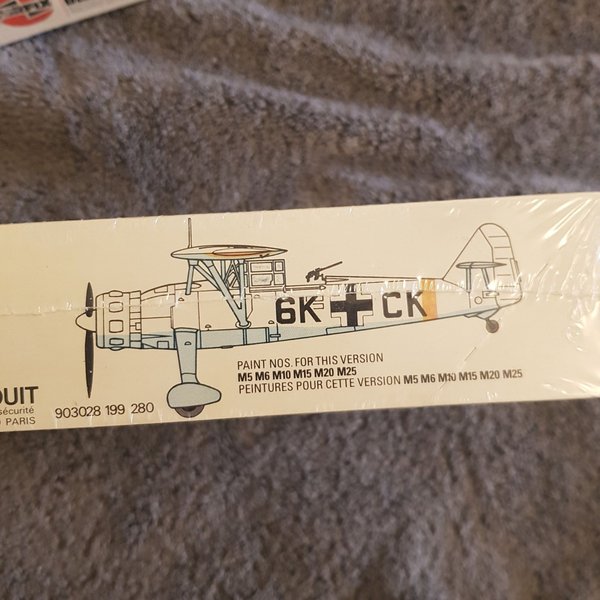 6K CK
PAINT NOS. FOR THIS VERSION
M5 M6 M10 M15 M20 M25
PEINTURES POUR CETTE VERSION M5 M6 M10 M15 M20 M25
DUIT
sécurité
PARIS
903028 199 280